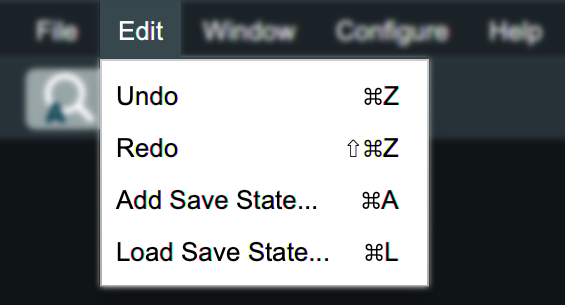 File Edit Window Configure Help
Undo ⌘Z
Redo ⇧⌘Z
Add Save State... ⌘A
Load Save State... ⌘L
A